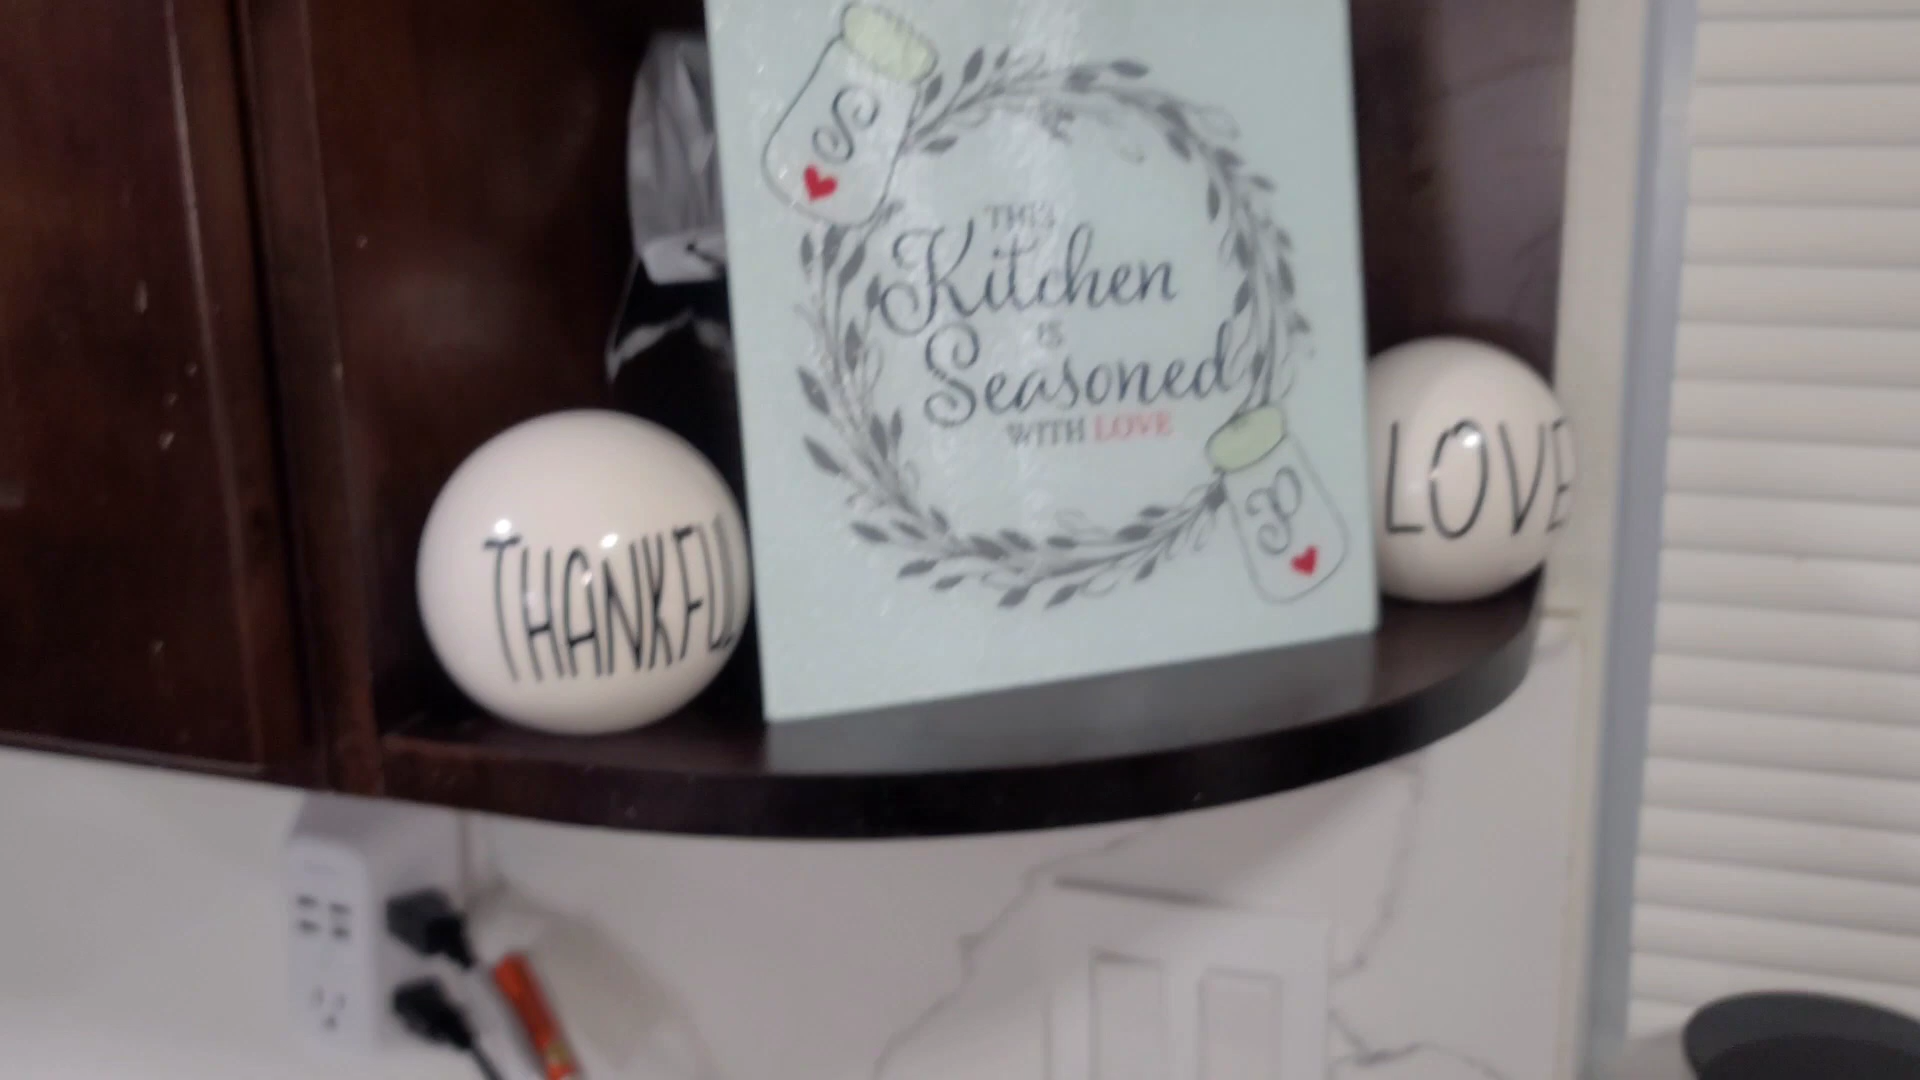 S
THIS
Kitchen
IS
Seasoned
WITH LOVE
P
THANKFUL
LOVE